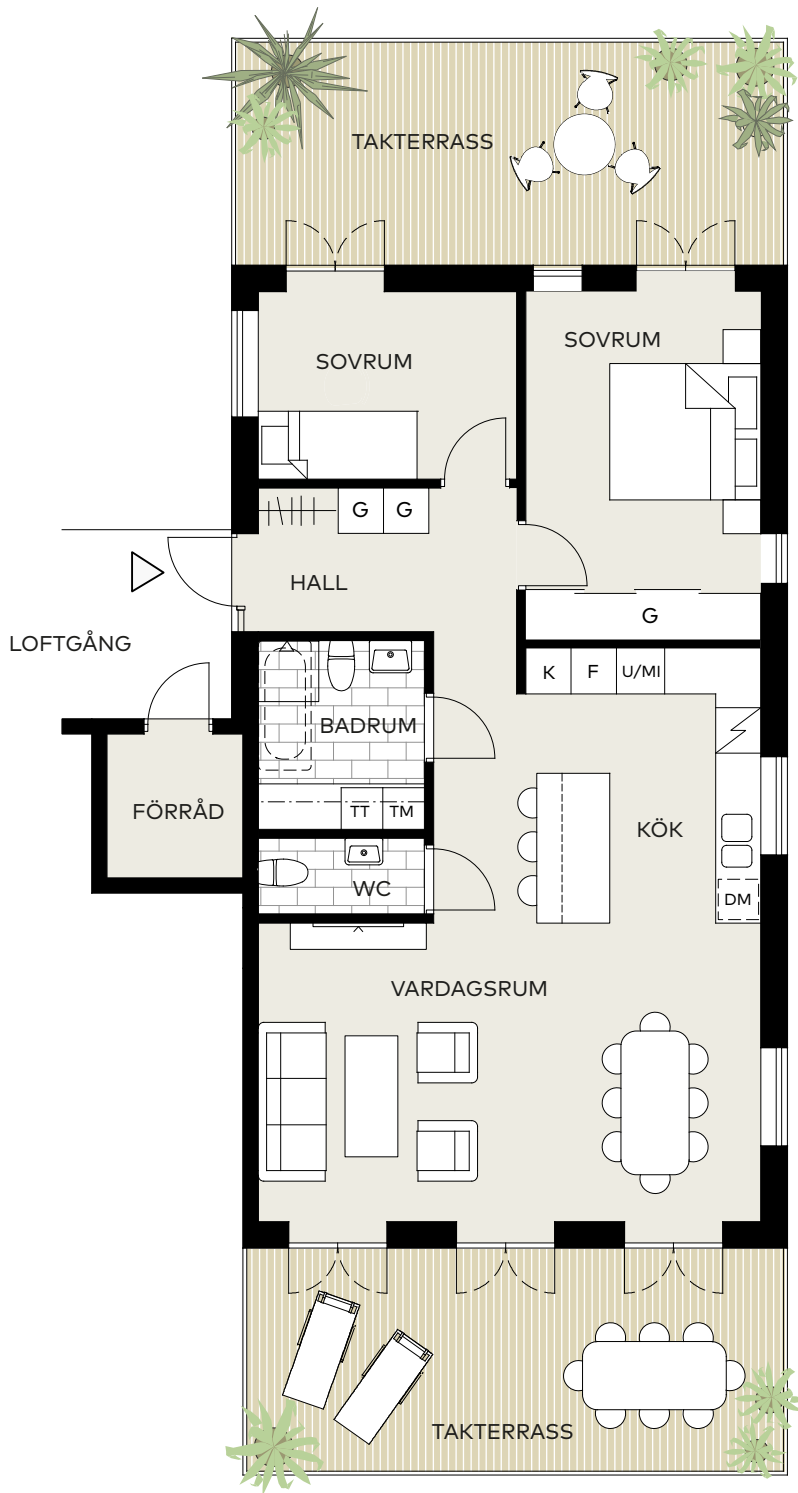 TAKTERRASS
SOVRUM
SOVRUM
G G
HALL
G
LOFTGÅNG
K F U/MI
BADRUM
FÖRRÅD
TT TM
KÖK
WC
DM
VARDAGSRUM
TAKTERRASS